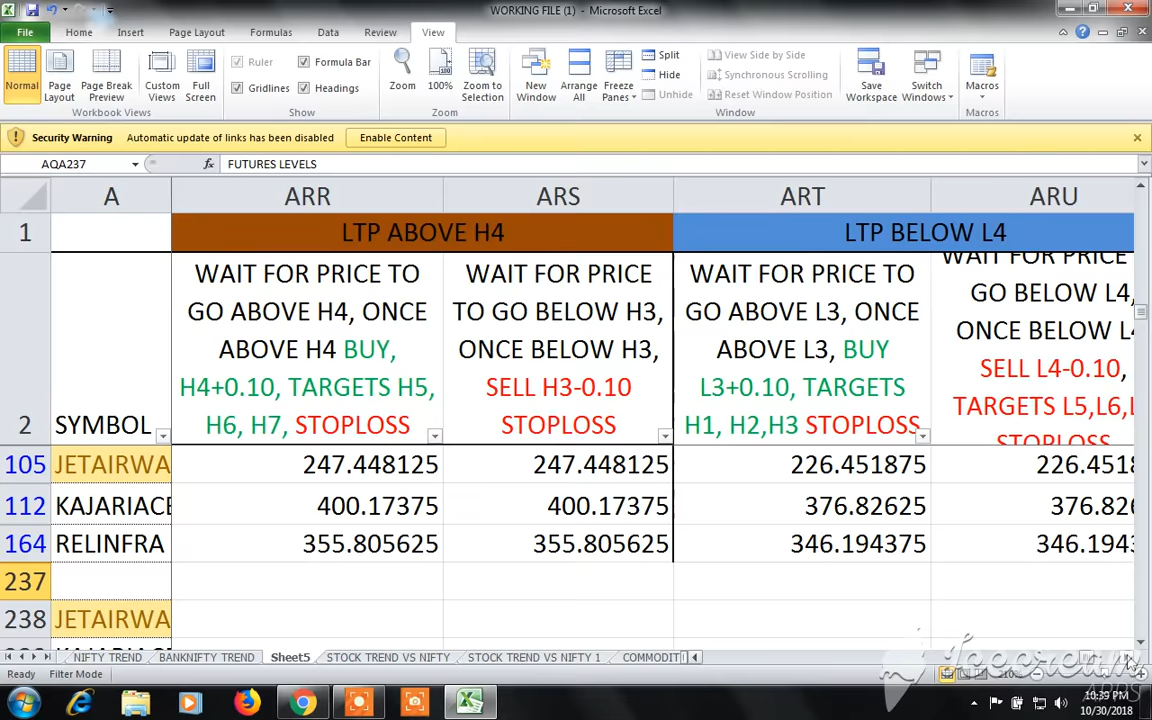 WORKING FILE (1) - Microsoft Excel
File Home Insert Page Layout Formulas Data Review View
Normal
Page Layout
Page Break Preview
Custom Views
Full Screen
Workbook Views
Ruler
Formula Bar
Gridlines
Headings
Show
Zoom
100%
Zoom to Selection
Zoom
New Window
Arrange All
Freeze Panes
Split
Hide
Unhide
View Side by Side
Synchronous Scrolling
Reset Window Position
Window
Save Workspace
Switch Windows
Macros
Macros
Security Warning Automatic update of links has been disabled Enable Content
AQA237 fx FUTURES LEVELS
A ARR ARS ART ARU
1 LTP ABOVE H4 LTP BELOW L4
2 SYMBOL
WAIT FOR PRICE TO
GO ABOVE H4, ONCE
ABOVE H4 BUY,
H4+0.10, TARGETS H5,
H6, H7, STOPLOSS
WAIT FOR PRICE
TO GO BELOW H3,
ONCE BELOW H3,
SELL H3-0.10
STOPLOSS
WAIT FOR PRICE TO
GO ABOVE L3, ONCE
ABOVE L3, BUY
L3+0.10, TARGETS
H1, H2,H3 STOPLOSS
WAIT FOR PRICE
GO BELOW L4,
ONCE BELOW L4
SELL L4-0.10,
TARGETS L5,L6,L
STOPLOSS
105 JETAIRWA 247.448125 247.448125 226.451875 226.4518
112 KAJARIACE 400.17375 400.17375 376.82625 376.826
164 RELINFRA 355.805625 355.805625 346.194375 346.1943
237
238 JETAIRWA
NIFTY TREND BANKNIFTY TREND Sheet5 STOCK TREND VS NIFTY STOCK TREND VS NIFTY 1 COMMODIT
Ready Filter Mode 210%
Icecream
APPS
10:39 PM
10/30/2018